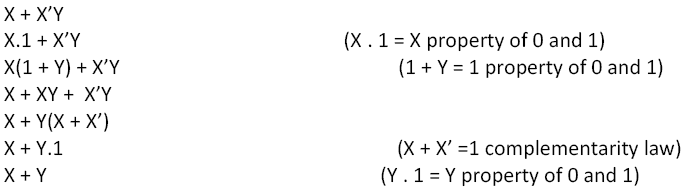 X + X’Y
X.1 + X’Y (X . 1 = X property of 0 and 1)
X(1 + Y) + X’Y (1 + Y = 1 property of 0 and 1)
X + XY + X’Y
X + Y(X + X’)
X + Y.1 (X + X’ =1 complementarity law)
X + Y (Y . 1 = Y property of 0 and 1)